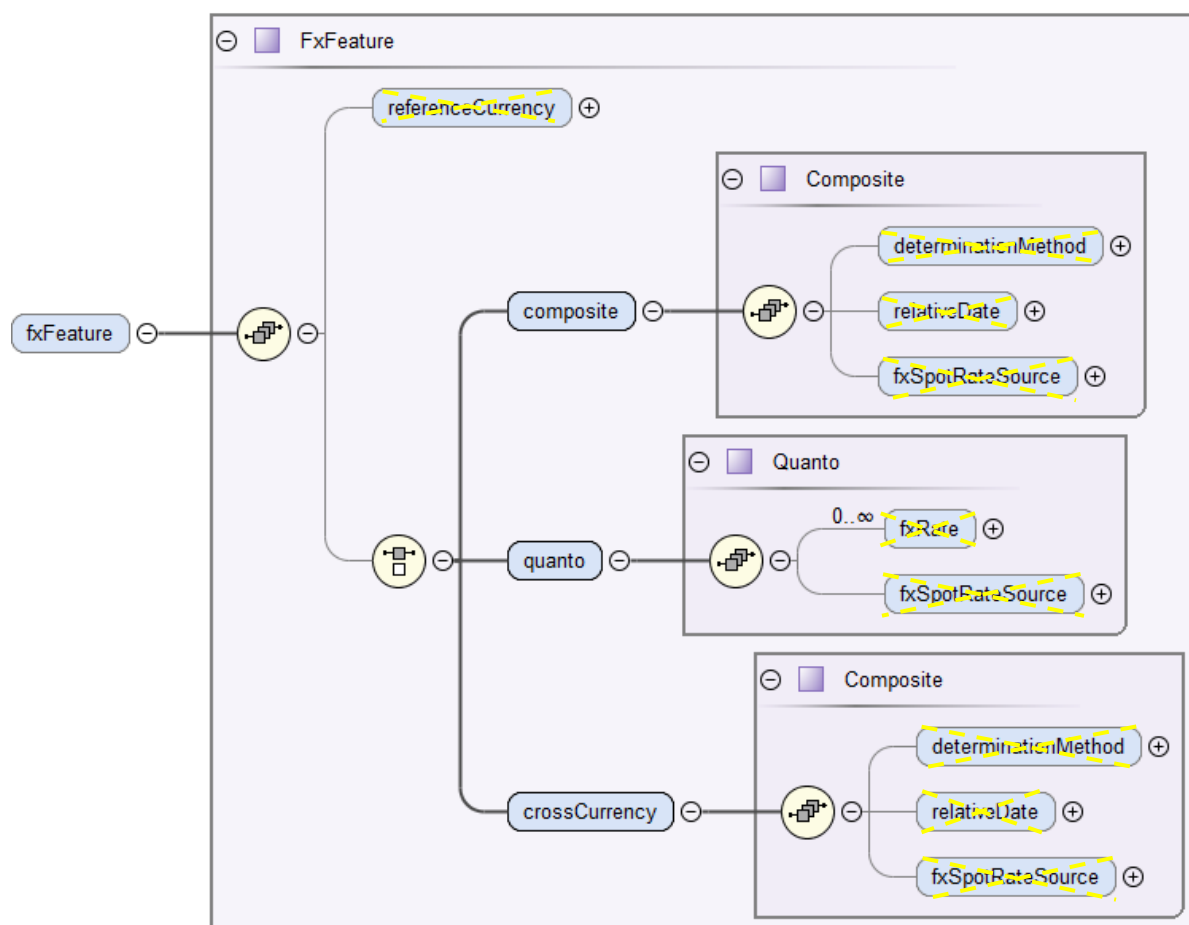 FxFeature
referenceCurrency
Composite
determinationMethod
relativeDate
fxSpotRateSource
composite
fxFeature
Quanto
0..∞
fxRate
fxSpotRateSource
quanto
Composite
determinationMethod
relativeDate
fxSpotRateSource
crossCurrency